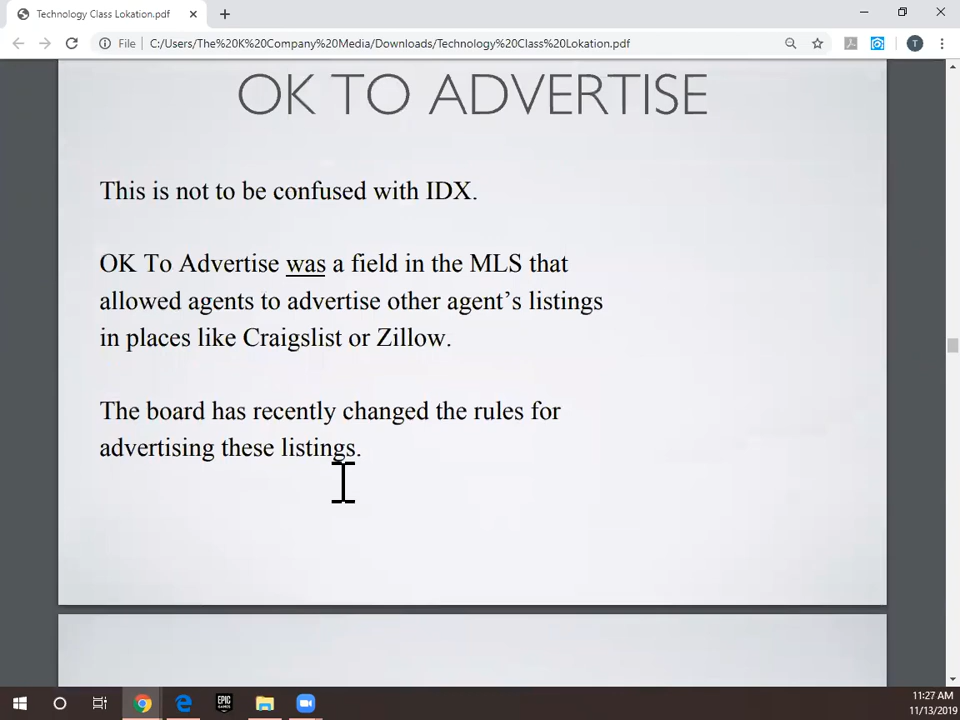 Technology Class Lokation.pdf
File
C:/Users/The%20K%20Company%20Media/Downloads/Technology%20Class%20Lokation.pdf
T
OK TO ADVERTISE
This is not to be confused with IDX.
OK To Advertise was a field in the MLS that
allowed agents to advertise other agent's listings
in places like Craigslist or Zillow.
The board has recently changed the rules for
advertising these listings.
EPIC
GAMES
11:27 AM
11/13/2019